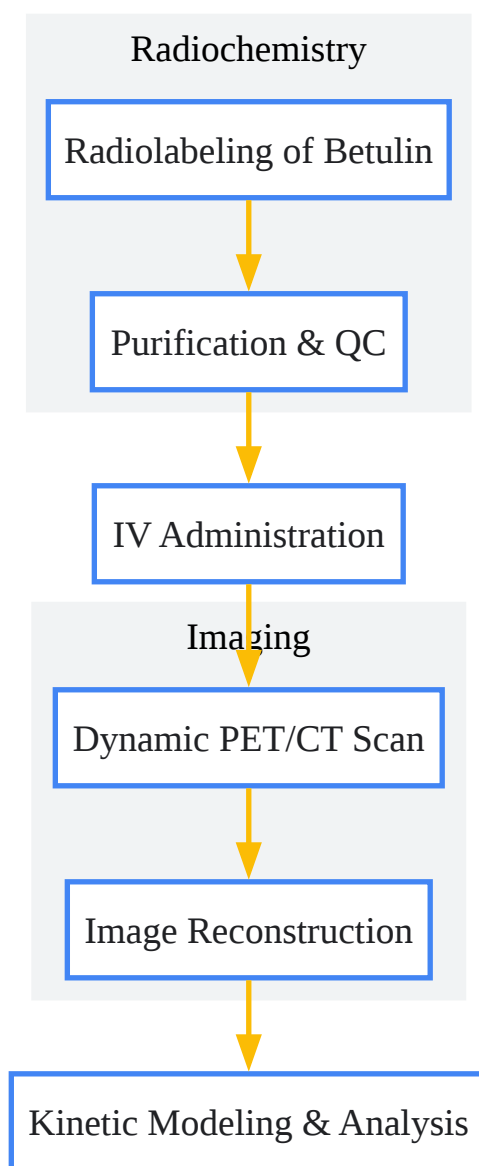 Radiochemistry
Radiolabeling of Betulin
Purification & QC
IV Administration
Imaging
Dynamic PET/CT Scan
Image Reconstruction
Kinetic Modeling & Analysis